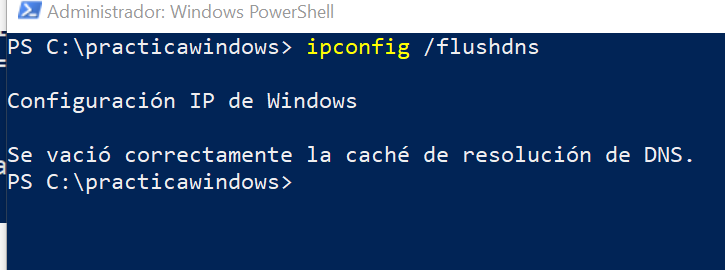 Administrador: Windows PowerShell
PS C:\practicawindows> ipconfig /flushdns
Configuración IP de Windows
Se vació correctamente la caché de resolución de DNS.
PS C:\practicawindows>